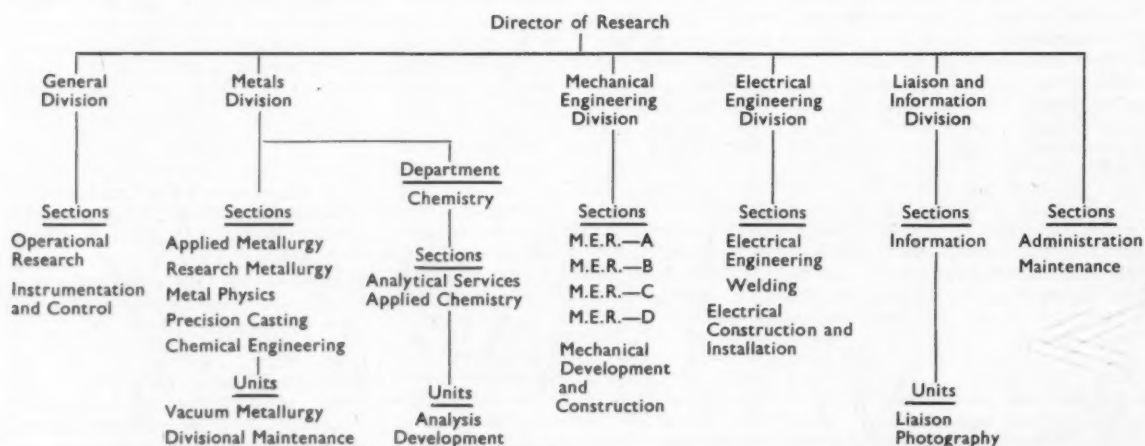 Director of Research
General
Division
Sections
Operational
Research
Instrumentation
and Control
Metals
Division
Sections
Applied Metallurgy
Research Metallurgy
Metal Physics
Precision Casting
Chemical Engineering
Units
Vacuum Metallurgy
Divisional Maintenance
Department
Chemistry
Sections
Analytical Services
Applied Chemistry
Units
Analysis
Development
Mechanical
Engineering
Division
Sections
M.E.R.—A
M.E.R.—B
M.E.R.—C
M.E.R.—D
Mechanical
Development
and
Construction
Electrical
Engineering
Division
Sections
Electrical
Engineering
Welding
Electrical
Construction and
Installation
Liaison and
Information
Division
Sections
Information
Units
Liaison
Photography
Sections
Administration
Maintenance